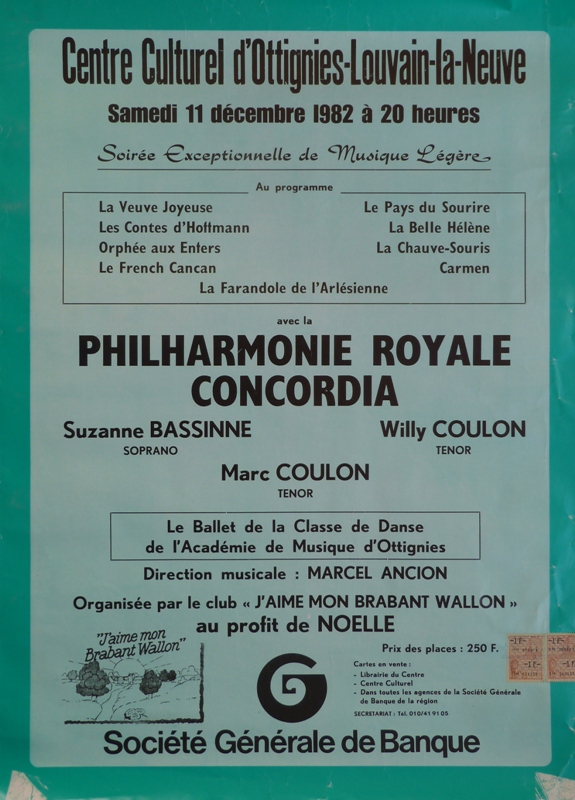 Centre Culturel d'Ottignies-Louvain-la-Neuve
Samedi 11 décembre 1982 à 20 heures
Soirée Exceptionnelle de Musique Légère
Au programme
La Veuve Joyeuse
Le Pays du Sourire
Les Contes d'Hoffmann
La Belle Hélène
Orphée aux Enfers
La Chauve-Souris
Le French Cancan
Carmen
La Farandole de l'Arlésienne
avec la
PHILHARMONIE ROYALE
CONCORDIA
Suzanne BASSINNE
SOPRANO
Willy COULON
TENOR
Marc COULON
TENOR
Le Ballet de la Classe de Danse
de l'Académie de Musique d'Ottignies
Direction musicale : MARCEL ANCION
Organisée par le club « J'AIME MON BRABANT WALLON »
au profit de NOELLE
"J'aime mon
Brabant Wallon"
Prix des places : 250 F.
Cartes en vente :
- Librairie du Centre
- Centre Culturel
- Dans toutes les agences de la Société Générale
de Banque de la région
SECRETARIAT : Tél. 010/41 91 05
Société Générale de Banque